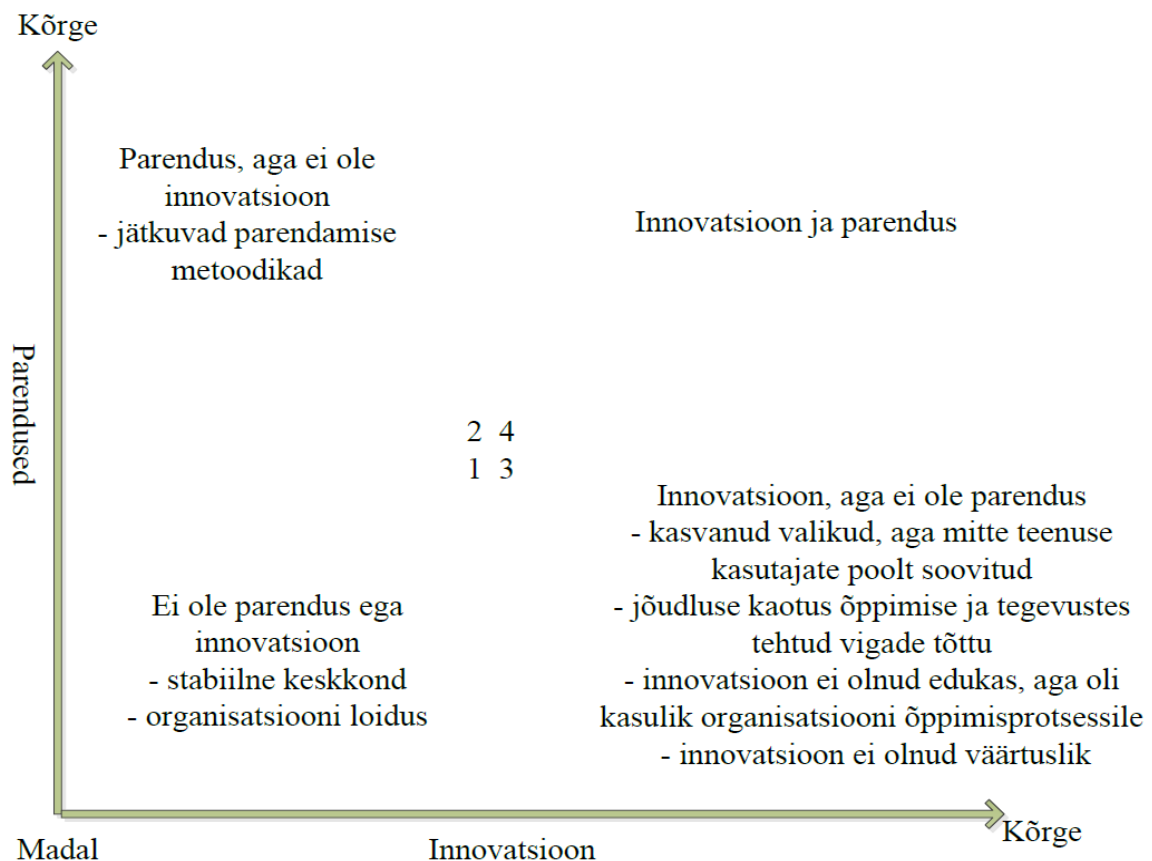 Kõrge
Parendus, aga ei ole
innovatsioon
- jätkuvad parendamise
metoodikad
Innovatsioon ja parendus
Parendused
2 4
1 3
Innovatsioon, aga ei ole parendus
- kasvanud valikud, aga mitte teenuse
kasutajate poolt soovitud
- jõudluse kaotus õppimise ja tegevustes
tehtud vigade tõttu
- innovatsioon ei olnud edukas, aga oli
kasulik organisatsiooni õppimisprotsessile
- innovatsioon ei olnud väärtuslik
Ei ole parendus ega
innovatsioon
- stabiilne keskkond
- organisatsiooni loidus
Madal
Innovatsioon
Kõrge